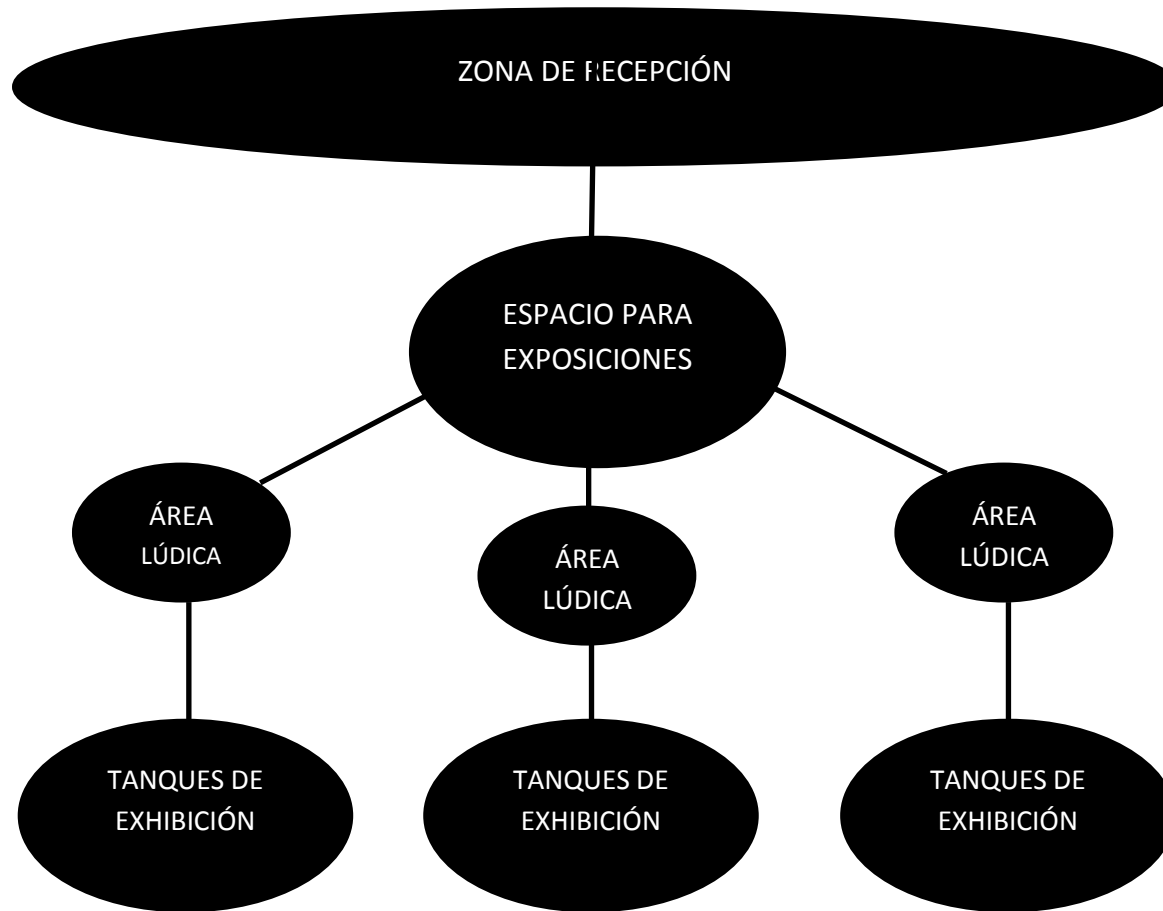 ZONA DE RECEPCIÓN
ESPACIO PARA
EXPOSICIONES
ÁREA
LÚDICA
ÁREA
LÚDICA
ÁREA
LÚDICA
TANQUES DE
EXHIBICIÓN
TANQUES DE
EXHIBICIÓN
TANQUES DE
EXHIBICIÓN